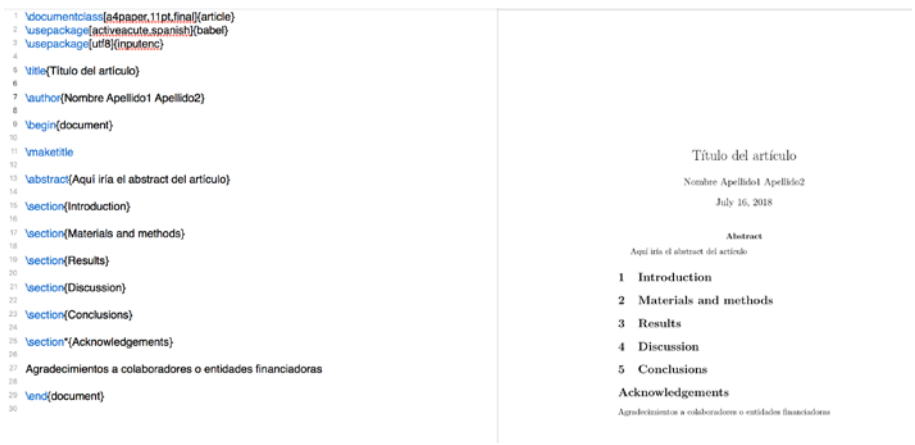 1 \documentclass[a4paper,11pt,final]{article}
2 \usepackage[activeacute,spanish]{babel}
3 \usepackage[utf8]{inputenc}
4
5 \title{Título del artículo}
6
7 \author{Nombre Apellido1 Apellido2}
8
9 \begin{document}
10
11 \maketitle
12
13 \abstract{Aquí iría el abstract del artículo}
14
15 \section{Introduction}
16
17 \section{Materials and methods}
18
19 \section{Results}
20
21 \section{Discussion}
22
23 \section{Conclusions}
24
25 \section*{Acknowledgements}
26
27 Agradecimientos a colaboradores o entidades financiadoras
28
29 \end{document}
30
Título del artículo
Nombre Apellido1 Apellido2
July 16, 2018
Abstract
Aquí iría el abstract del artículo
1 Introduction
2 Materials and methods
3 Results
4 Discussion
5 Conclusions
Acknowledgements
Agradecimientos a colaboradores o entidades financiadoras